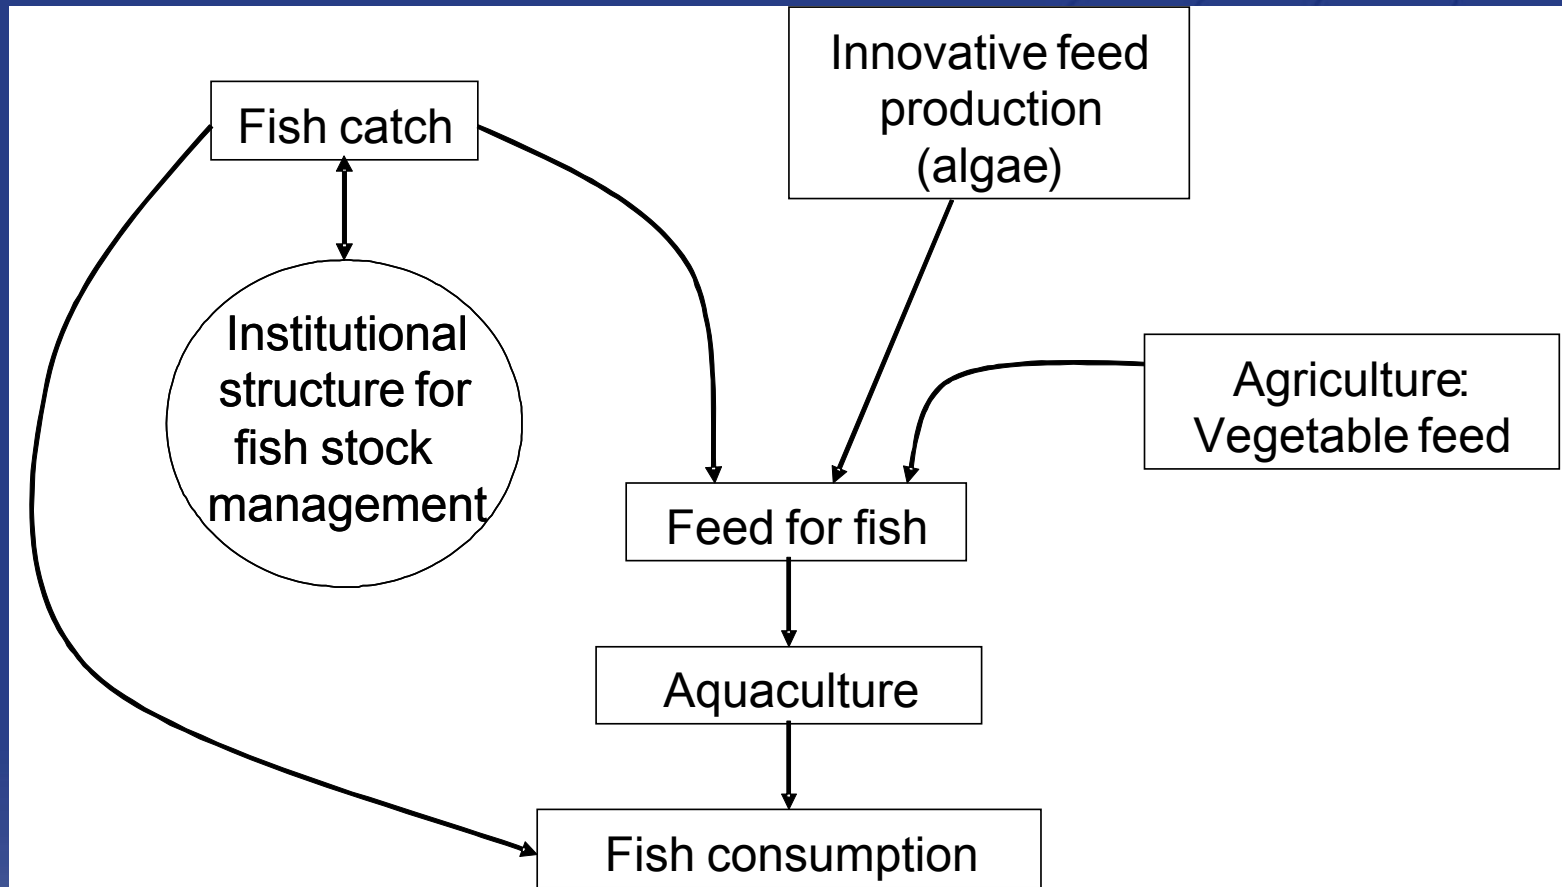 Innovative feed
production
(algae)
Fish catch
Institutional
structure for
fish stock
management
Agriculture:
Vegetable feed
Feed for fish
Aquaculture
Fish consumption